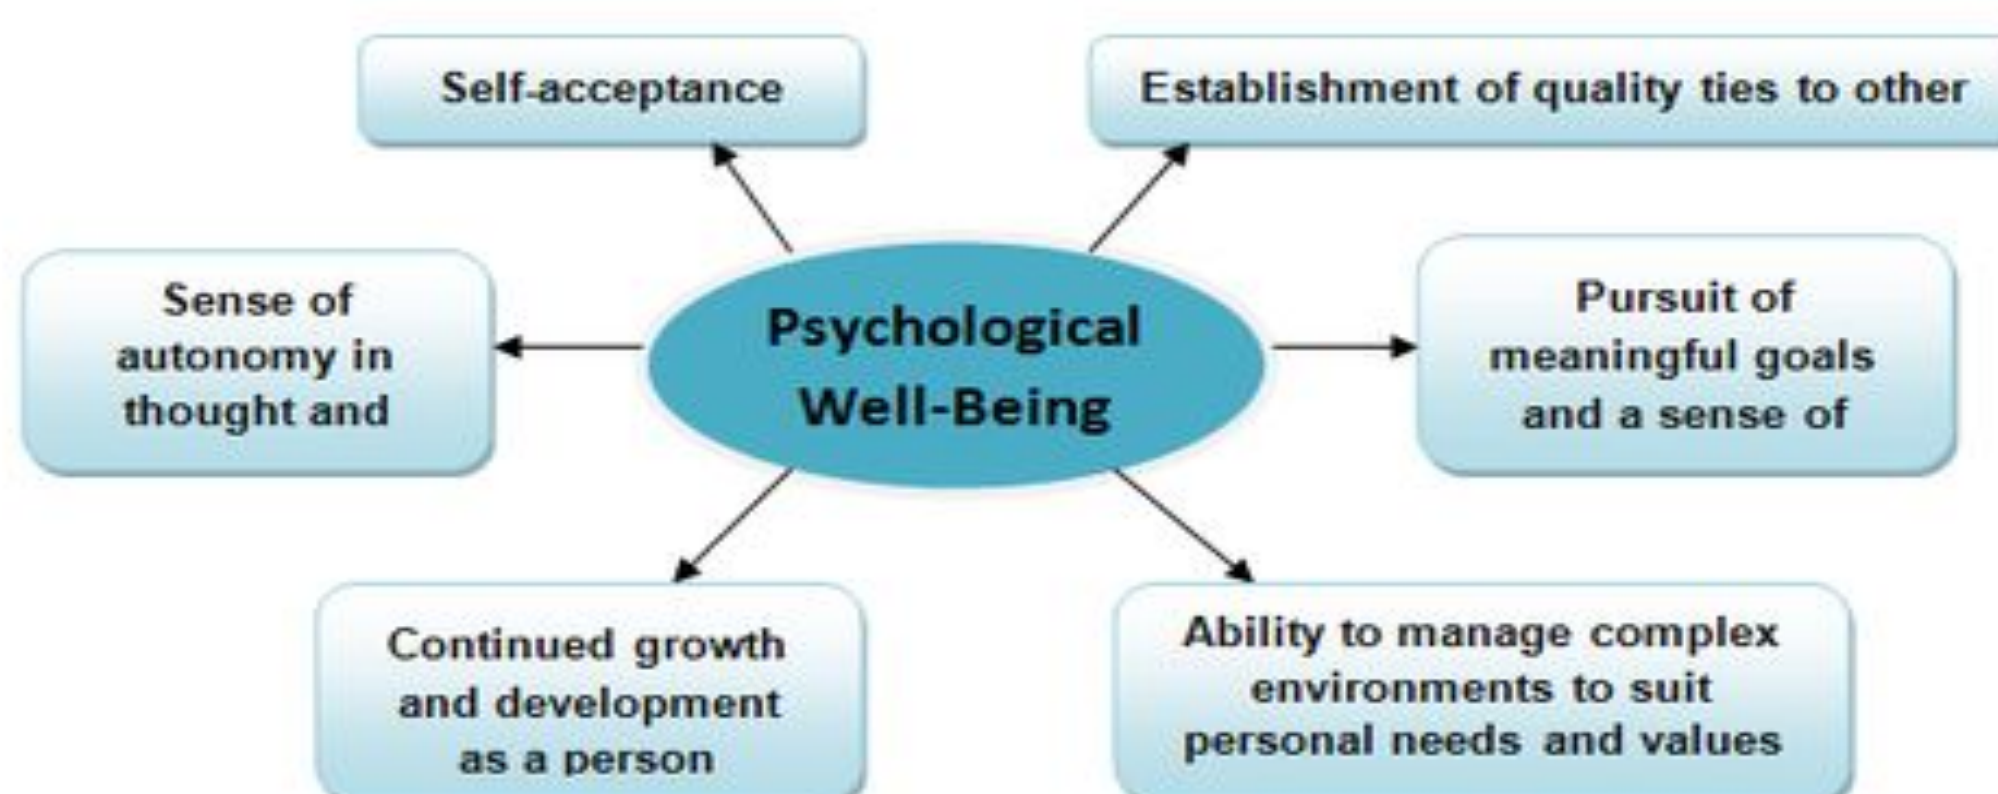 Self-acceptance
Establishment of quality ties to other
Sense of
autonomy in
thought and
Psychological
Well-Being
Pursuit of
meaningful goals
and a sense of
Continued growth
and development
as a person
Ability to manage complex
environments to suit
personal needs and values